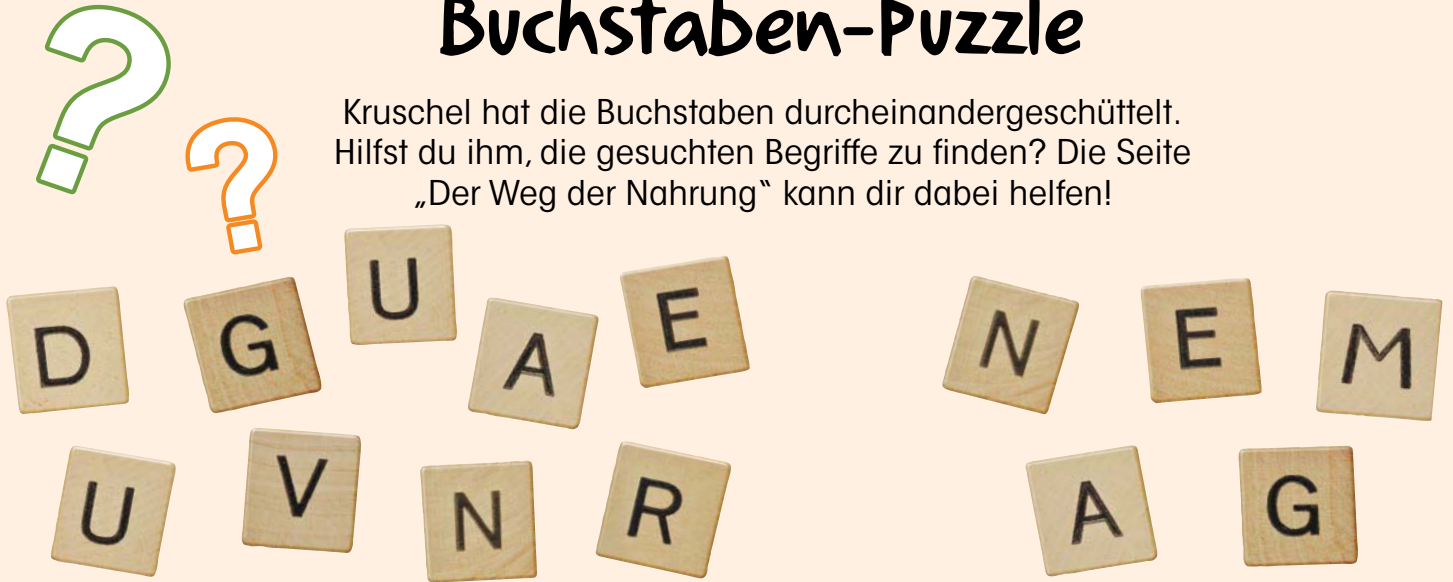 Buchstaben-Puzzle
Kruschel hat die Buchstaben durcheinandergeschüttelt.
Hilfst du ihm, die gesuchten Begriffe zu finden? Die Seite
„Der Weg der Nahrung“ kann dir dabei helfen!
D G U A E
U V N R
N E M
A G